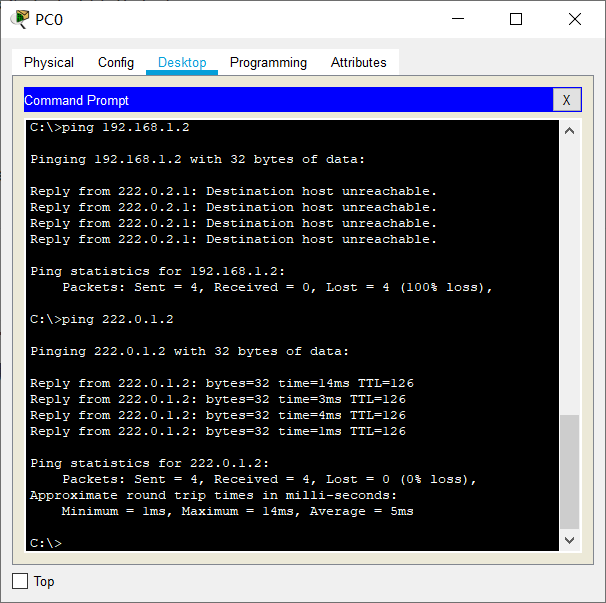 PC0
Physical Config Desktop Programming Attributes
Command Prompt X
C:\>ping 192.168.1.2
Pinging 192.168.1.2 with 32 bytes of data:
Reply from 222.0.2.1: Destination host unreachable.
Reply from 222.0.2.1: Destination host unreachable.
Reply from 222.0.2.1: Destination host unreachable.
Reply from 222.0.2.1: Destination host unreachable.
Ping statistics for 192.168.1.2:
Packets: Sent = 4, Received = 0, Lost = 4 (100% loss),
C:\>ping 222.0.1.2
Pinging 222.0.1.2 with 32 bytes of data:
Reply from 222.0.1.2: bytes=32 time=14ms TTL=126
Reply from 222.0.1.2: bytes=32 time=3ms TTL=126
Reply from 222.0.1.2: bytes=32 time=4ms TTL=126
Reply from 222.0.1.2: bytes=32 time=1ms TTL=126
Ping statistics for 222.0.1.2:
Packets: Sent = 4, Received = 4, Lost = 0 (0% loss),
Approximate round trip times in milli-seconds:
Minimum = 1ms, Maximum = 14ms, Average = 5ms
C:\>
Top